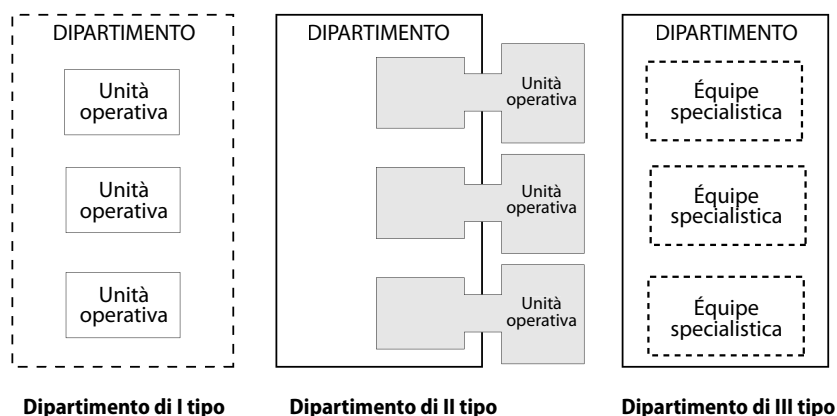 DIPARTIMENTO
Unità
operativa
Unità
operativa
Unità
operativa
Dipartimento di I tipo
DIPARTIMENTO
Unità
operativa
Unità
operativa
Unità
operativa
Dipartimento di II tipo
DIPARTIMENTO
Équipe
specialistica
Équipe
specialistica
Équipe
specialistica
Dipartimento di III tipo